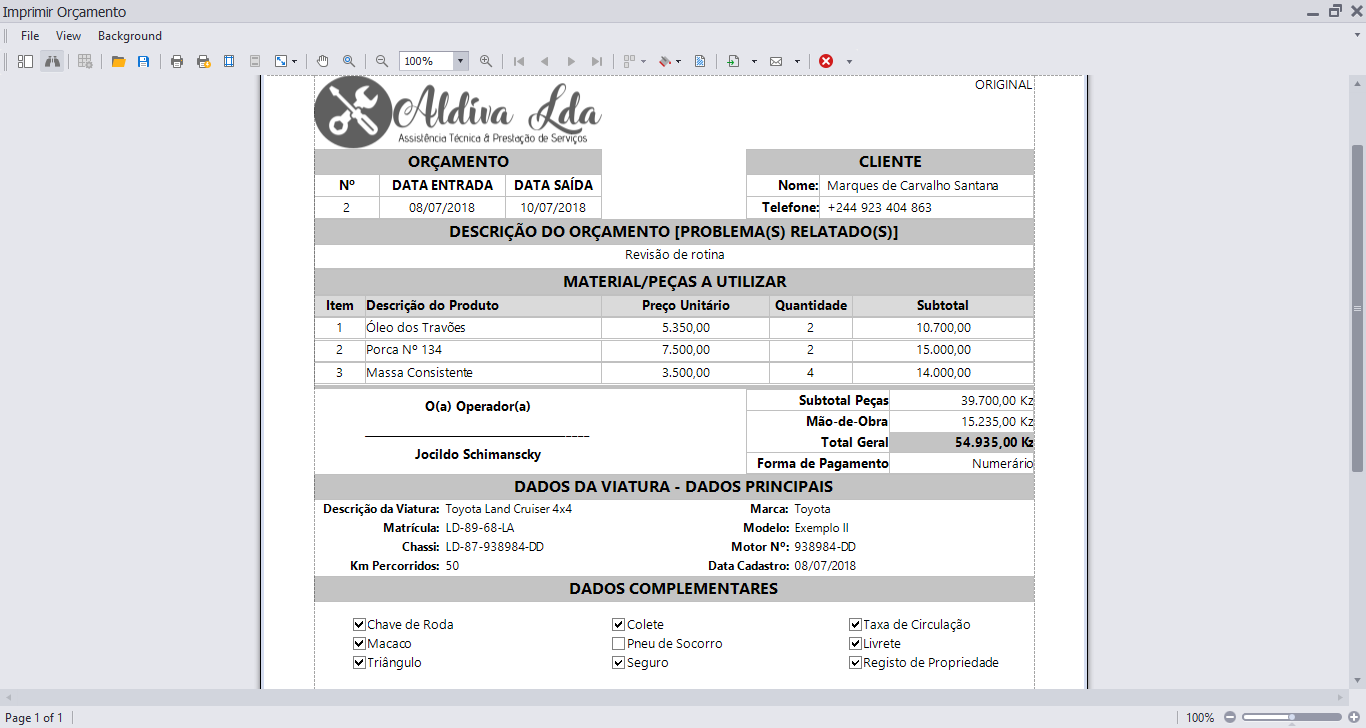 Imprimir Orçamento
File View Background
100%
ORIGINAL
Aldiva Lda
Assistência Técnica & Prestação de Serviços
ORÇAMENTO CLIENTE
Nº DATA ENTRADA DATA SAÍDA Nome: Marques de Carvalho Santana
2 08/07/2018 10/07/2018 Telefone: +244 923 404 863
DESCRIÇÃO DO ORÇAMENTO [PROBLEMA(S) RELATADO(S)]
Revisão de rotina
MATERIAL/PEÇAS A UTILIZAR
Item Descrição do Produto Preço Unitário Quantidade Subtotal
1 Óleo dos Travões 5.350,00 2 10.700,00
2 Porca Nº 134 7.500,00 2 15.000,00
3 Massa Consistente 3.500,00 4 14.000,00
Subtotal Peças 39.700,00 Kz
O(a) Operador(a)
Mão-de-Obra 15.235,00 Kz
Total Geral 54.935,00 Kz
Jocildo Schimanscky
Forma de Pagamento Numerário
DADOS DA VIATURA - DADOS PRINCIPAIS
Descrição da Viatura: Toyota Land Cruiser 4x4 Marca: Toyota
Matrícula: LD-89-68-LA Modelo: Exemplo II
Chassi: LD-87-938984-DD Motor Nº: 938984-DD
Km Percorridos: 50 Data Cadastro: 08/07/2018
DADOS COMPLEMENTARES
Chave de Roda Colete Taxa de Circulação
Macaco Pneu de Socorro Livrete
Triângulo Seguro Registo de Propriedade
Page 1 of 1 100%